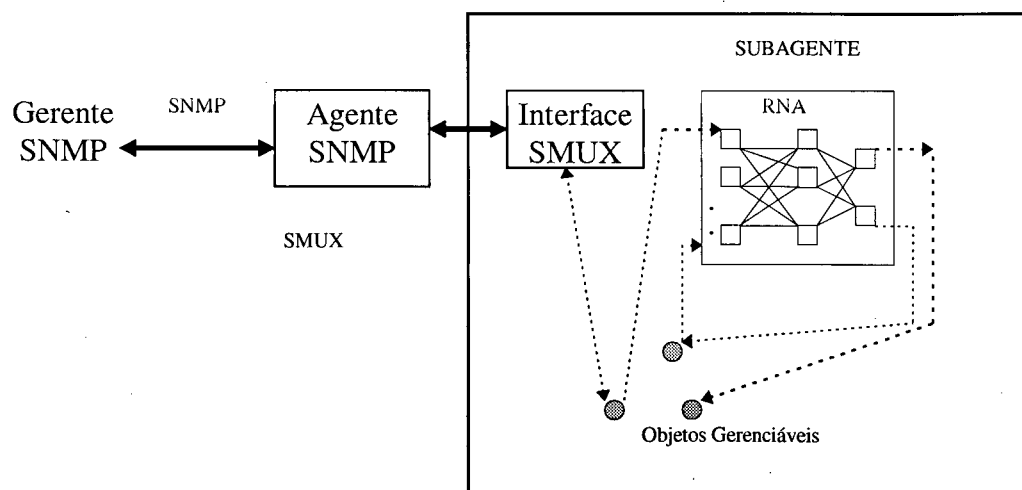 SUBAGENTE
Gerente
SNMP
SNMP
Agente
SNMP
Interface
SMUX
RNA
SMUX
Objetos Gerenciáveis